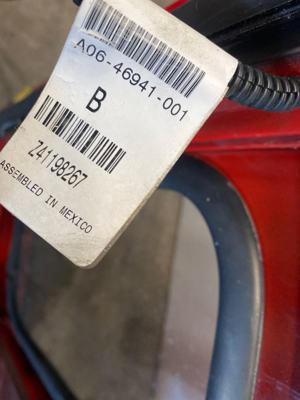 A06-46941-001
B
Z41198267
ASSEMBLED IN MEXICO